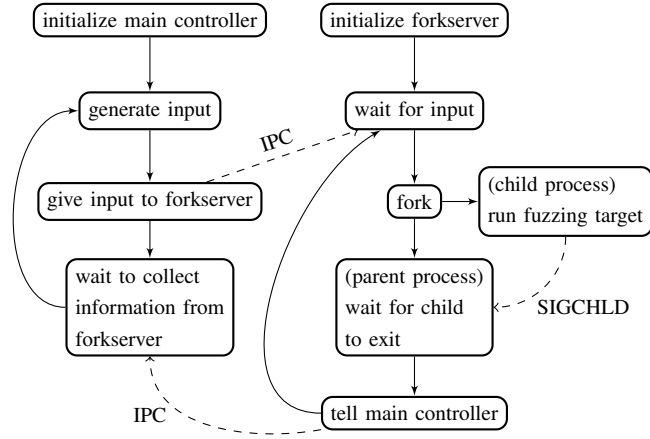 initialize main controller
generate input
give input to forkserver
wait to collect
information from
forkserver
IPC
IPC
initialize forkserver
wait for input
fork
(child process)
run fuzzing target
(parent process)
wait for child
to exit
SIGCHLD
tell main controller